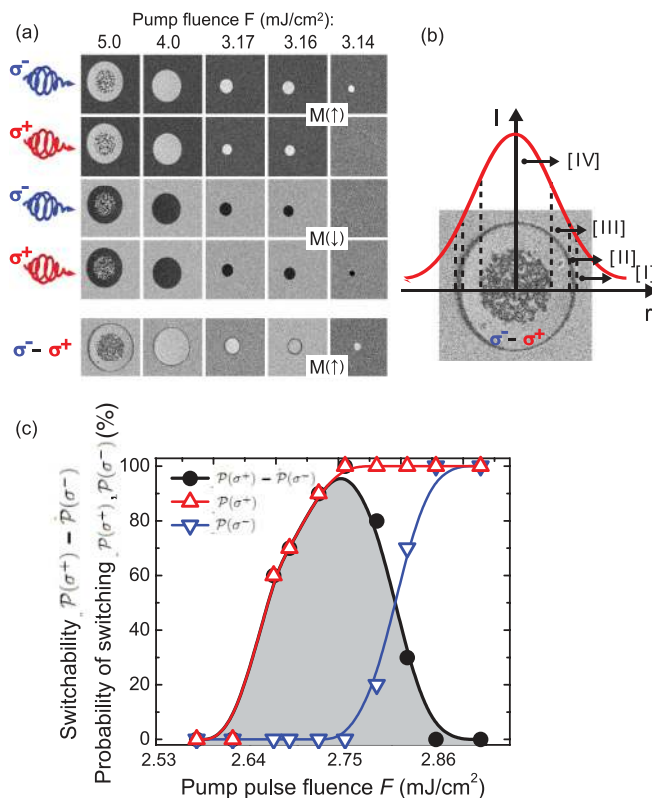 Pump fluence F (mJ/cm²):
(a)
5.0 4.0 3.17 3.16 3.14
σ⁻
M(↑)
σ⁺
σ⁻
M(↓)
σ⁺
σ⁻ – σ⁺
M(↑)
(b)
I
[IV]
[III]
[II]
[I]
r
σ⁻ – σ⁺
(c)
Switchability P(σ⁺) – P(σ⁻)
Probability of switching P(σ⁺), P(σ⁻) (%)
100
80
60
40
20
0
P(σ⁺) – P(σ⁻)
P(σ⁺)
P(σ⁻)
2.53 2.64 2.75 2.86
Pump pulse fluence F (mJ/cm²)